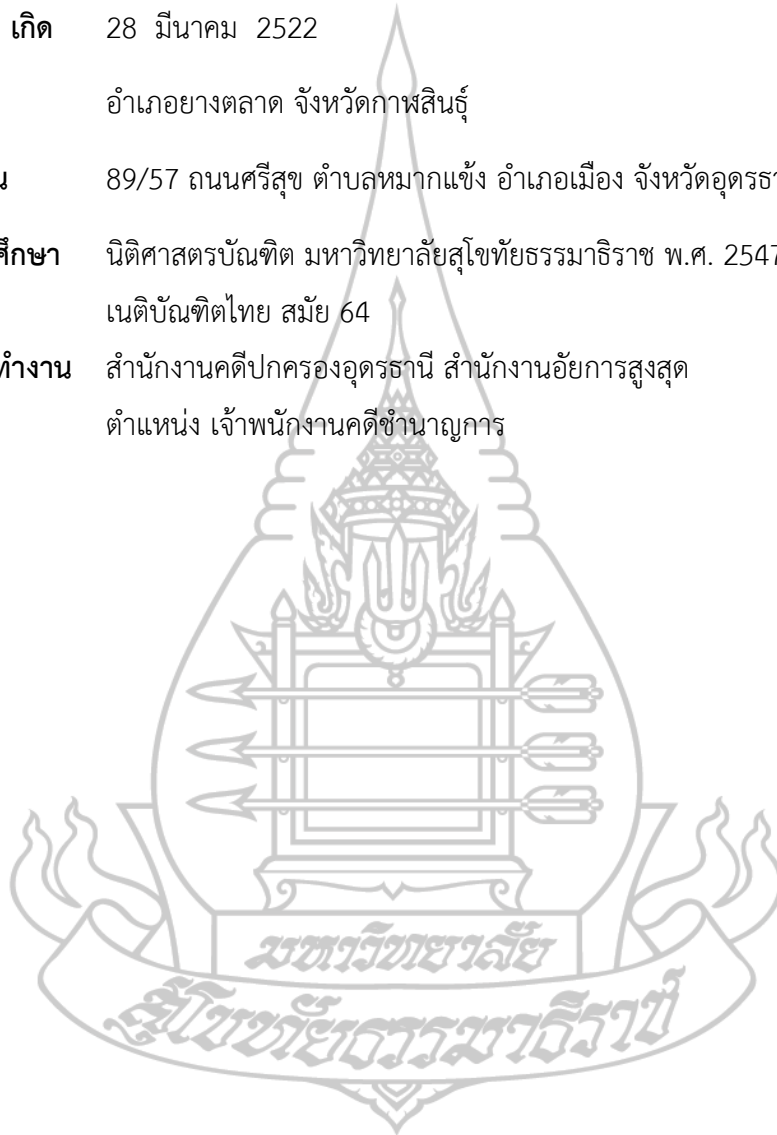 เกิด 28 มีนาคม 2522
อำเภอยางตลาด จังหวัดกาฬสินธุ์
89/57 ถนนศรีสุข ตำบลหมากแข้ง อำเภอเมือง จังหวัดอุดรธา
ศึกษา นิติศาสตรบัณฑิต มหาวิทยาลัยสุโขทัยธรรมาธิราช พ.ศ. 2547
เนติบัณฑิตไทย สมัย 64
ทำงาน สำนักงานคดีปกครองอุดรธานี สำนักงานอัยการสูงสุด
ตำแหน่ง เจ้าพนักงานคดีชำนาญการ
มหาวิทยาลัย
สุโขทัยธรรมาธิราช